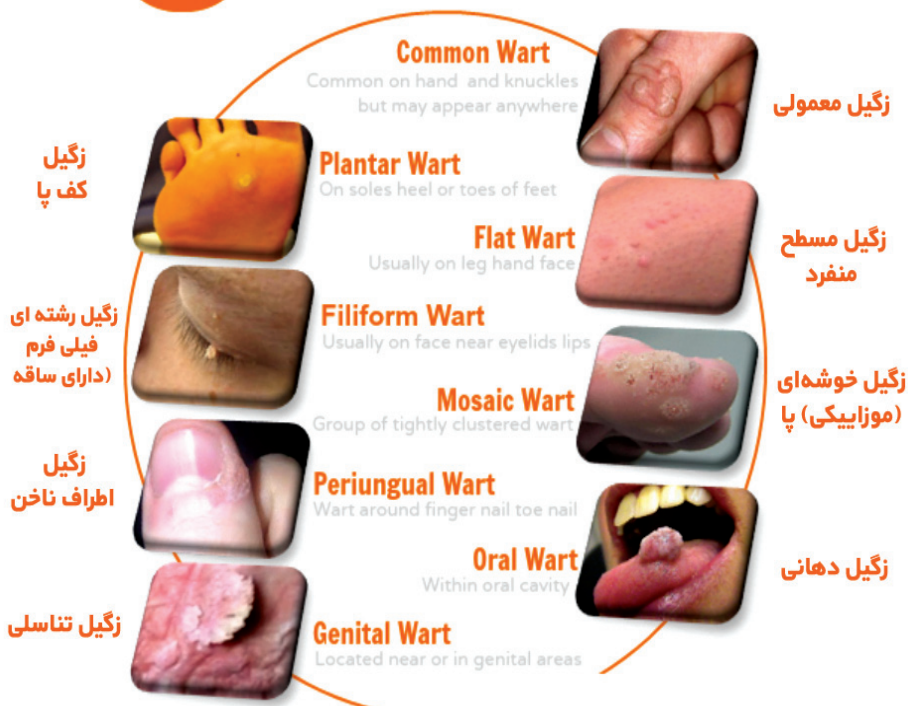 Common Wart
Common on hand and knuckles
but may appear anywhere
زگیل معمولی
زگیل
کف پا
Plantar Wart
On soles heel or toes of feet
Flat Wart
Usually on leg hand face
زگیل مسطح
منفرد
زگیل رشته ای
فیلی فرم
(دارای ساقه
Filiform Wart
Usually on face near eyelids lips
Mosaic Wart
Group of tightly clustered wart
زگیل خوشه‌ای
(موزاییکی) پا
زگیل
اطراف ناخن
Periungual Wart
Wart around finger nail toe nail
Oral Wart
Within oral cavity
زگیل دهانی
زگیل تناسلی
Genital Wart
Located near or in genital areas